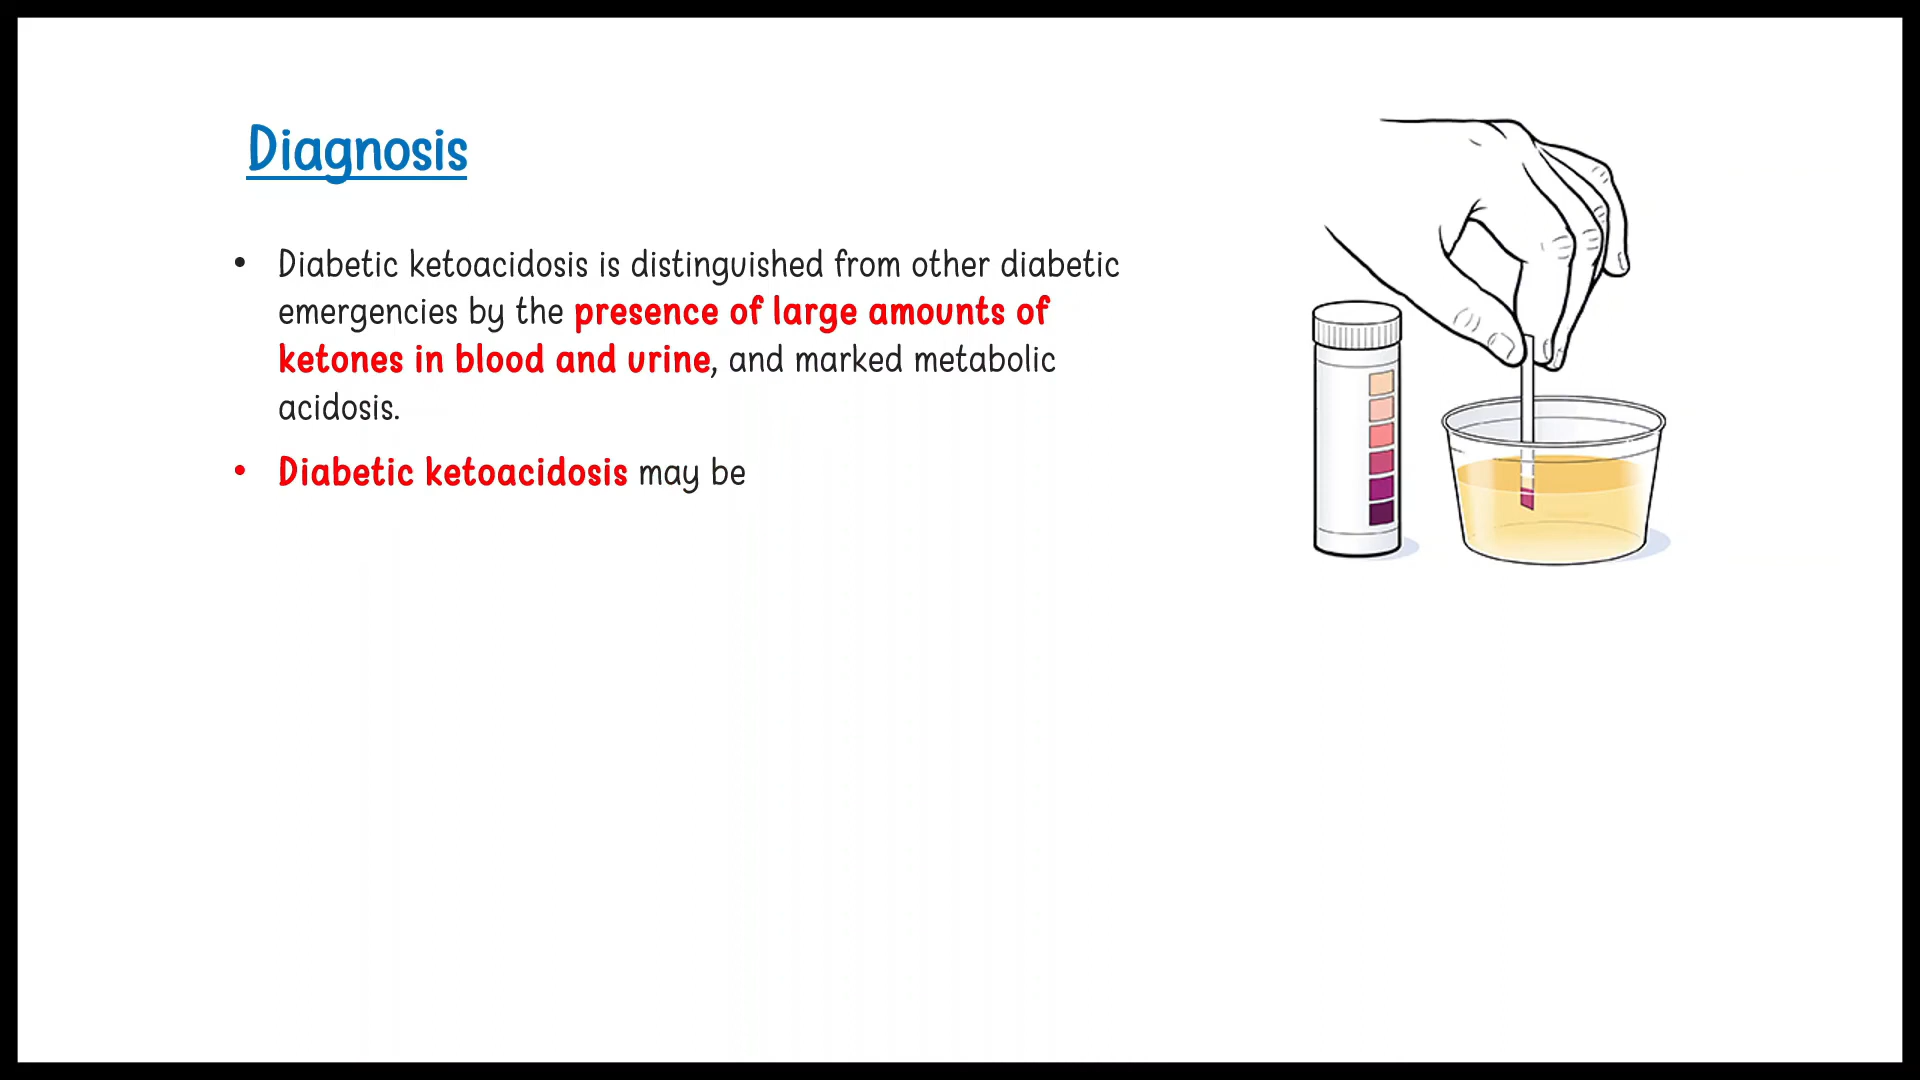 Diagnosis
• Diabetic ketoacidosis is distinguished from other diabetic
emergencies by the presence of large amounts of
ketones in blood and urine, and marked metabolic
acidosis.
• Diabetic ketoacidosis may be